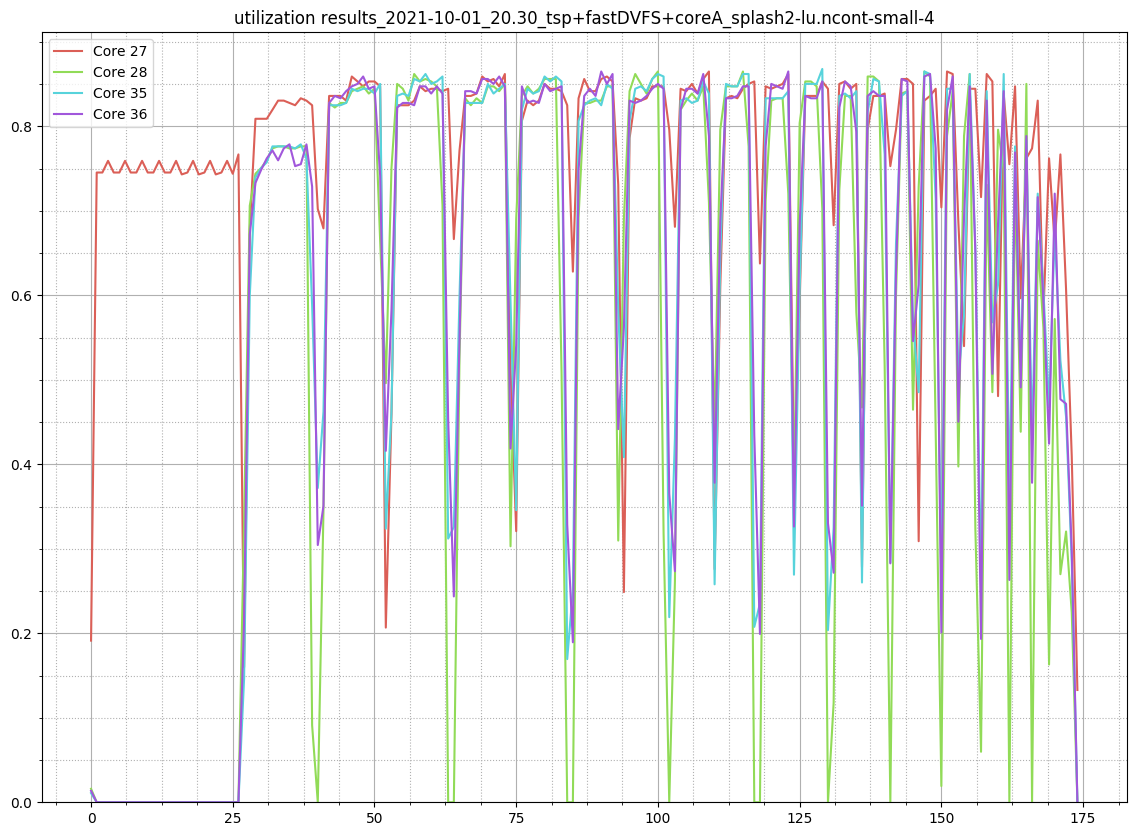 utilization results_2021-10-01_20.30_tsp+fastDVFS+coreA_splash2-lu.ncont-small-4
Core 27
Core 28
Core 35
Core 36
0.8
0.6
0.4
0.2
0.0
0 25 50 75 100 125 150 175